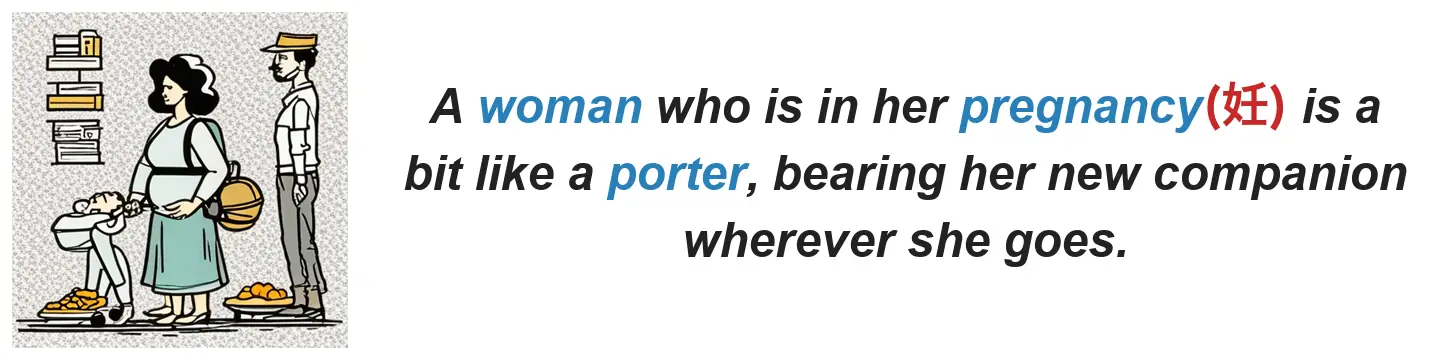 A woman who is in her pregnancy(妊) is a
bit like a porter, bearing her new companion
wherever she goes.